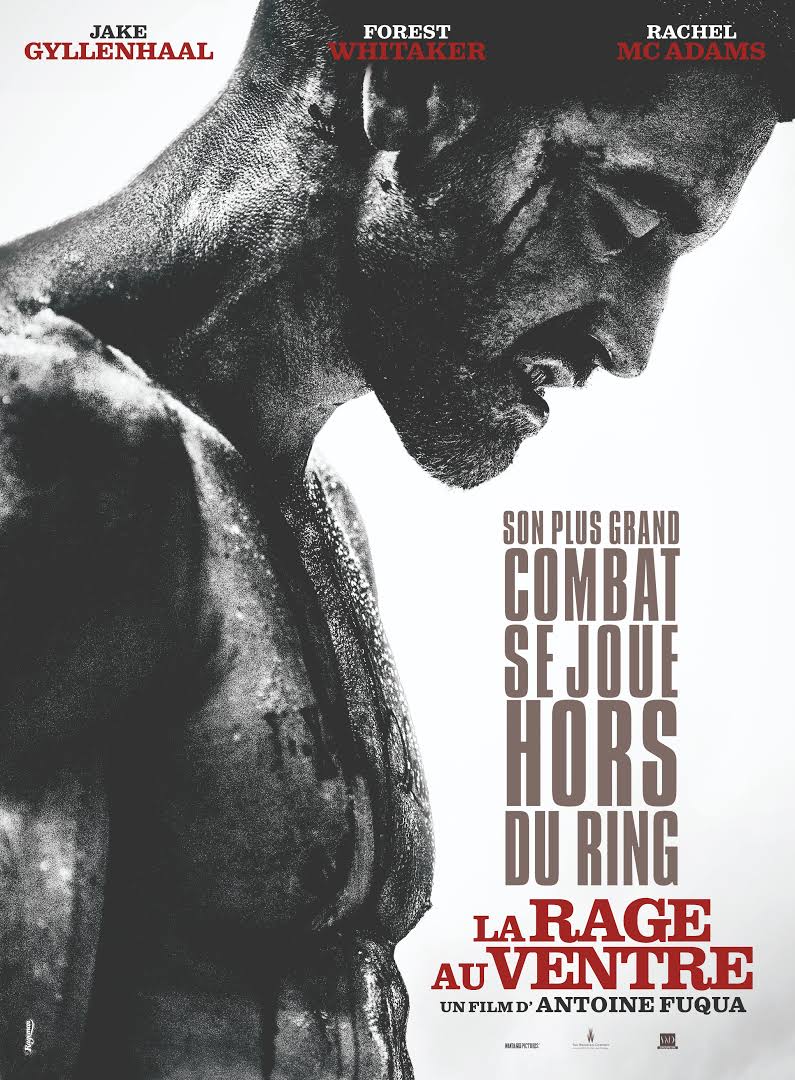 JAKE
GYLLENHAAL
FOREST
WHITAKER
RACHEL
MC ADAMS
SON PLUS GRAND
COMBAT
SE JOUE
HORS
DU RING
LA RAGE
AU VENTRE
UN FILM D' ANTOINE FUQUA